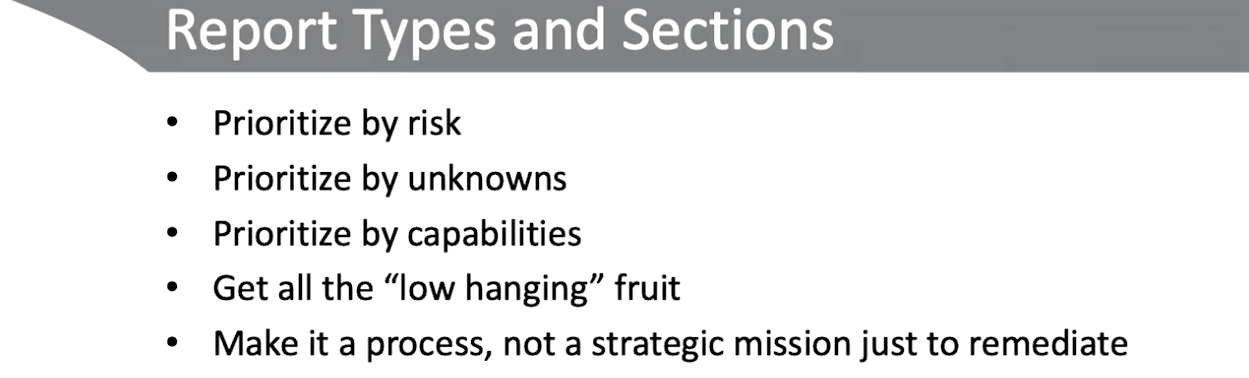 Report Types and Sections
• Prioritize by risk
• Prioritize by unknowns
• Prioritize by capabilities
• Get all the “low hanging” fruit
• Make it a process, not a strategic mission just to remediate